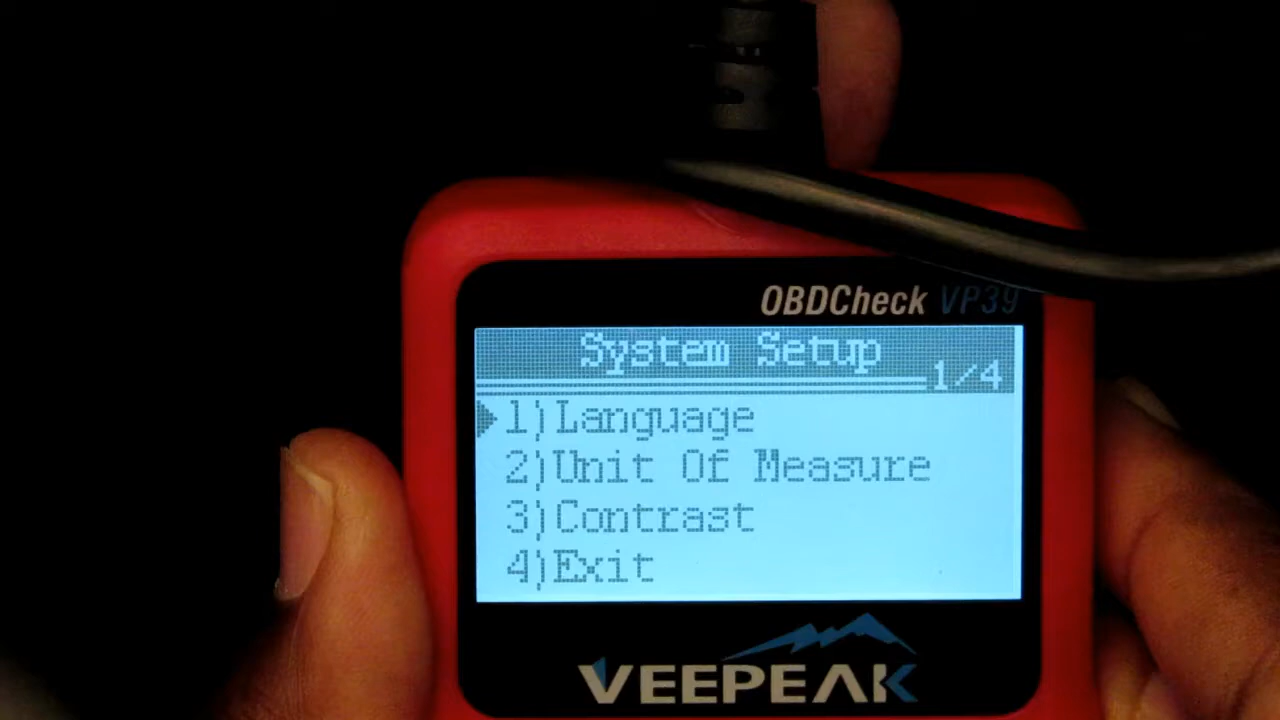 OBDCheck VP39
System Setup
1/4
1)Language
2)Unit Of Measure
3)Contrast
4)Exit
VEEPEAK